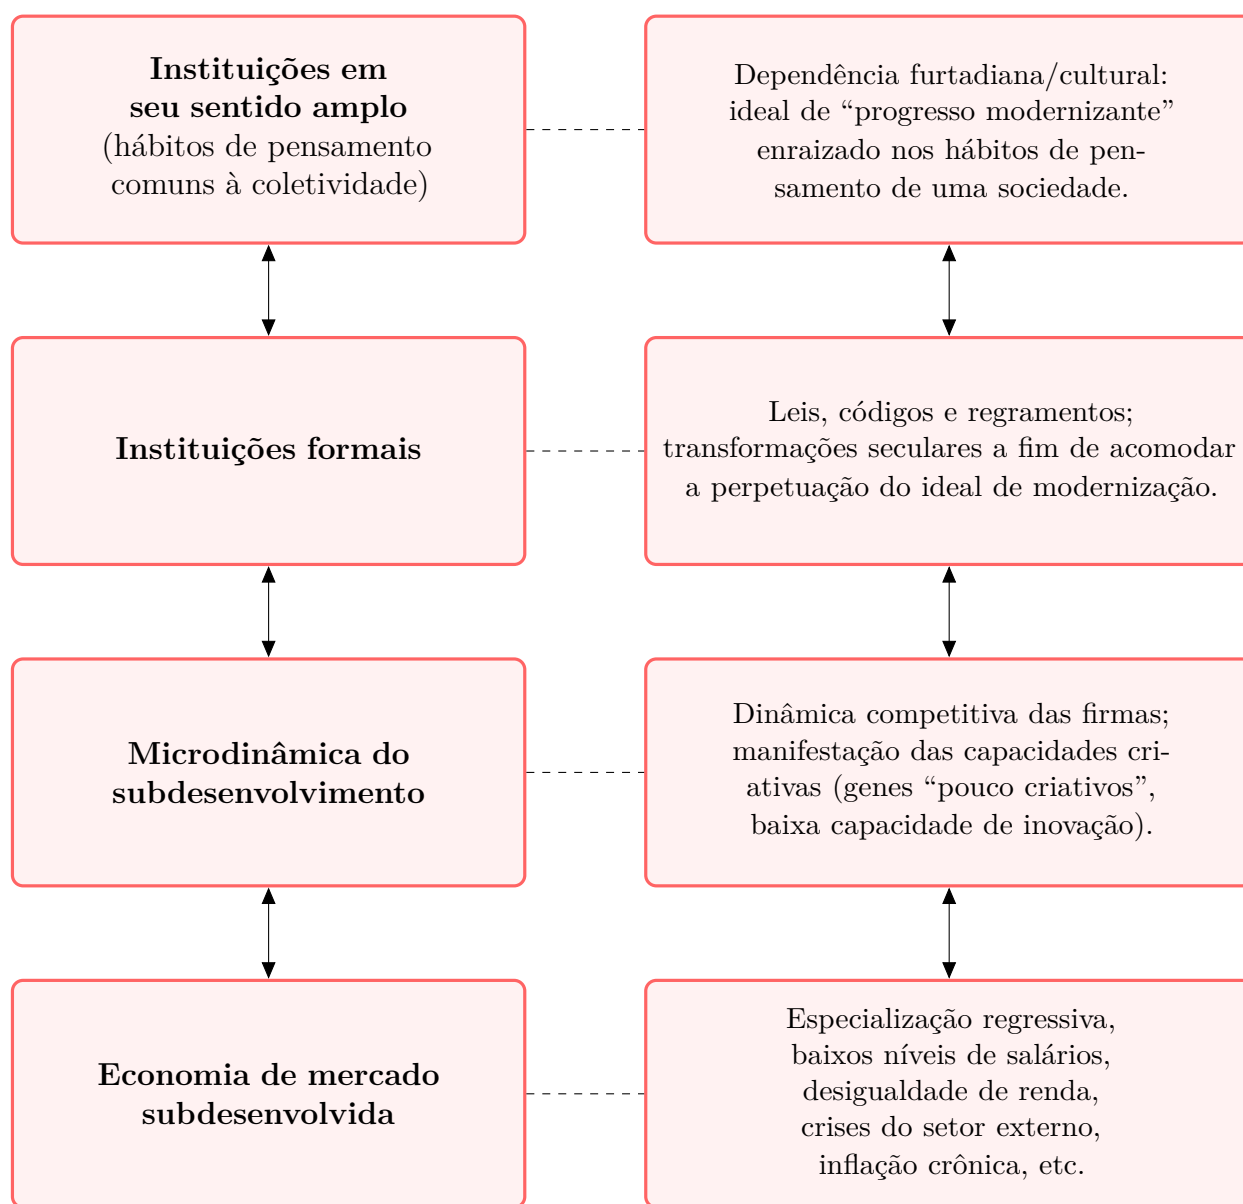 Instituições em
seu sentido amplo
(hábitos de pensamento
comuns à coletividade)
Dependência furtadiana/cultural:
ideal de “progresso modernizante”
enraizado nos hábitos de pen-
samento de uma sociedade.
Instituições formais
Leis, códigos e regramentos;
transformações seculares a fim de acomodar
a perpetuação do ideal de modernização.
Microdinâmica do
subdesenvolvimento
Dinâmica competitiva das firmas;
manifestação das capacidades cri-
ativas (genes “pouco criativos”,
baixa capacidade de inovação).
Economia de mercado
subdesenvolvida
Especialização regressiva,
baixos níveis de salários,
desigualdade de renda,
crises do setor externo,
inflação crônica, etc.